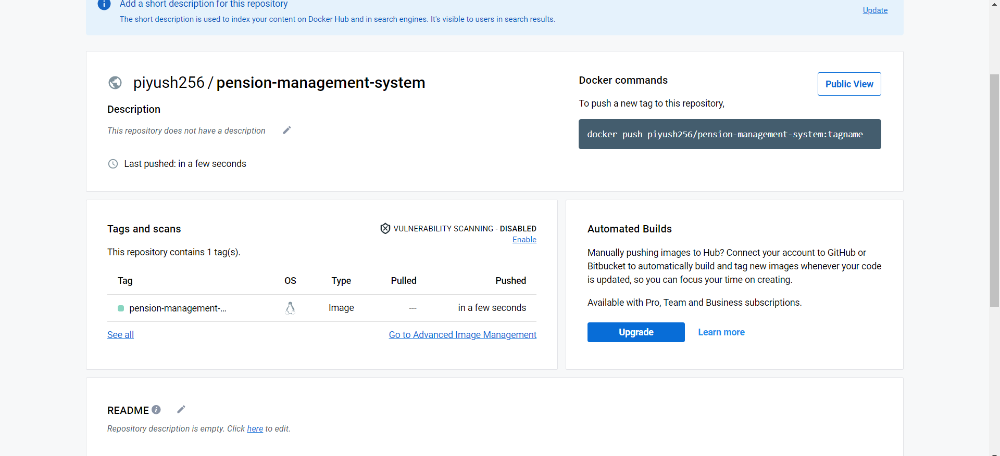 Add a short description for this repository
The short description is used to index your content on Docker Hub and in search engines. It's visible to users in search results.
Update
piyush256 / pension-management-system
Description
This repository does not have a description
Last pushed: in a few seconds
Docker commands
Public View
To push a new tag to this repository,
docker push piyush256/pension-management-system:tagname
Tags and scans
VULNERABILITY SCANNING - DISABLED
Enable
This repository contains 1 tag(s).
Tag OS Type Pulled Pushed
pension-management-... Image --- in a few seconds
See all
Go to Advanced Image Management
Automated Builds
Manually pushing images to Hub? Connect your account to GitHub or
Bitbucket to automatically build and tag new images whenever your code
is updated, so you can focus your time on creating.
Available with Pro, Team and Business subscriptions.
Upgrade
Learn more
README
Repository description is empty. Click here to edit.